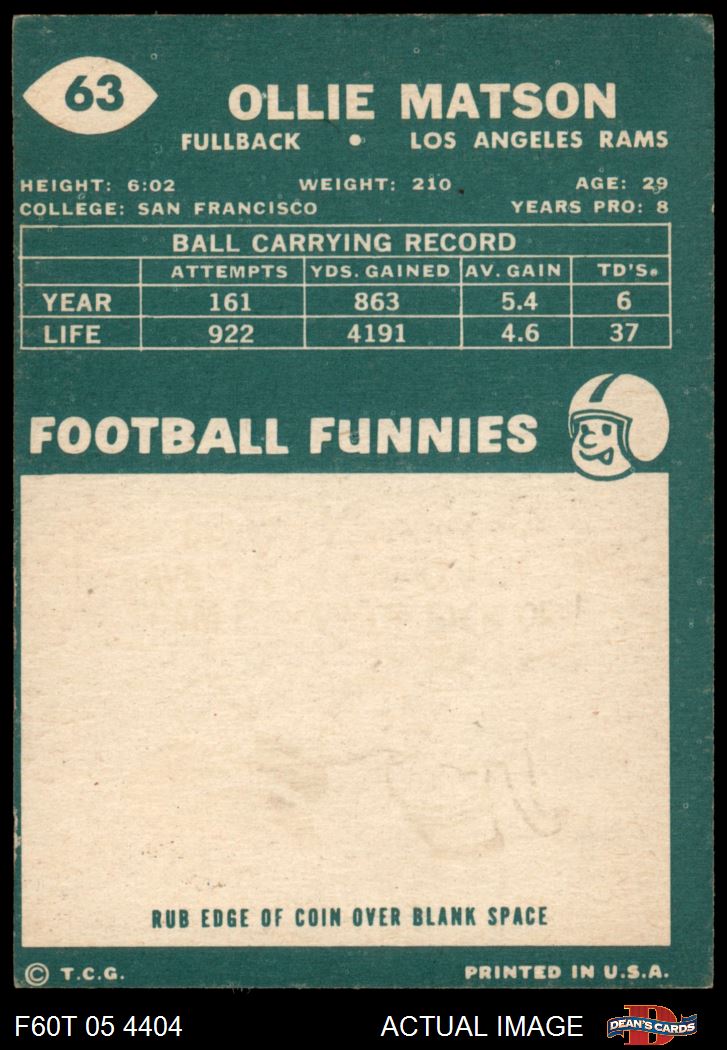 63
OLLIE MATSON
FULLBACK • LOS ANGELES RAMS
HEIGHT: 6:02 WEIGHT: 210 AGE: 29
COLLEGE: SAN FRANCISCO YEARS PRO: 8
BALL CARRYING RECORD
ATTEMPTS YDS. GAINED AV. GAIN TD'S.
YEAR 161 863 5.4 6
LIFE 922 4191 4.6 37
FOOTBALL FUNNIES
RUB EDGE OF COIN OVER BLANK SPACE
© T.C.G. PRINTED IN U.S.A.
F60T 05 4404 ACTUAL IMAGE D DEAN'S CARDS